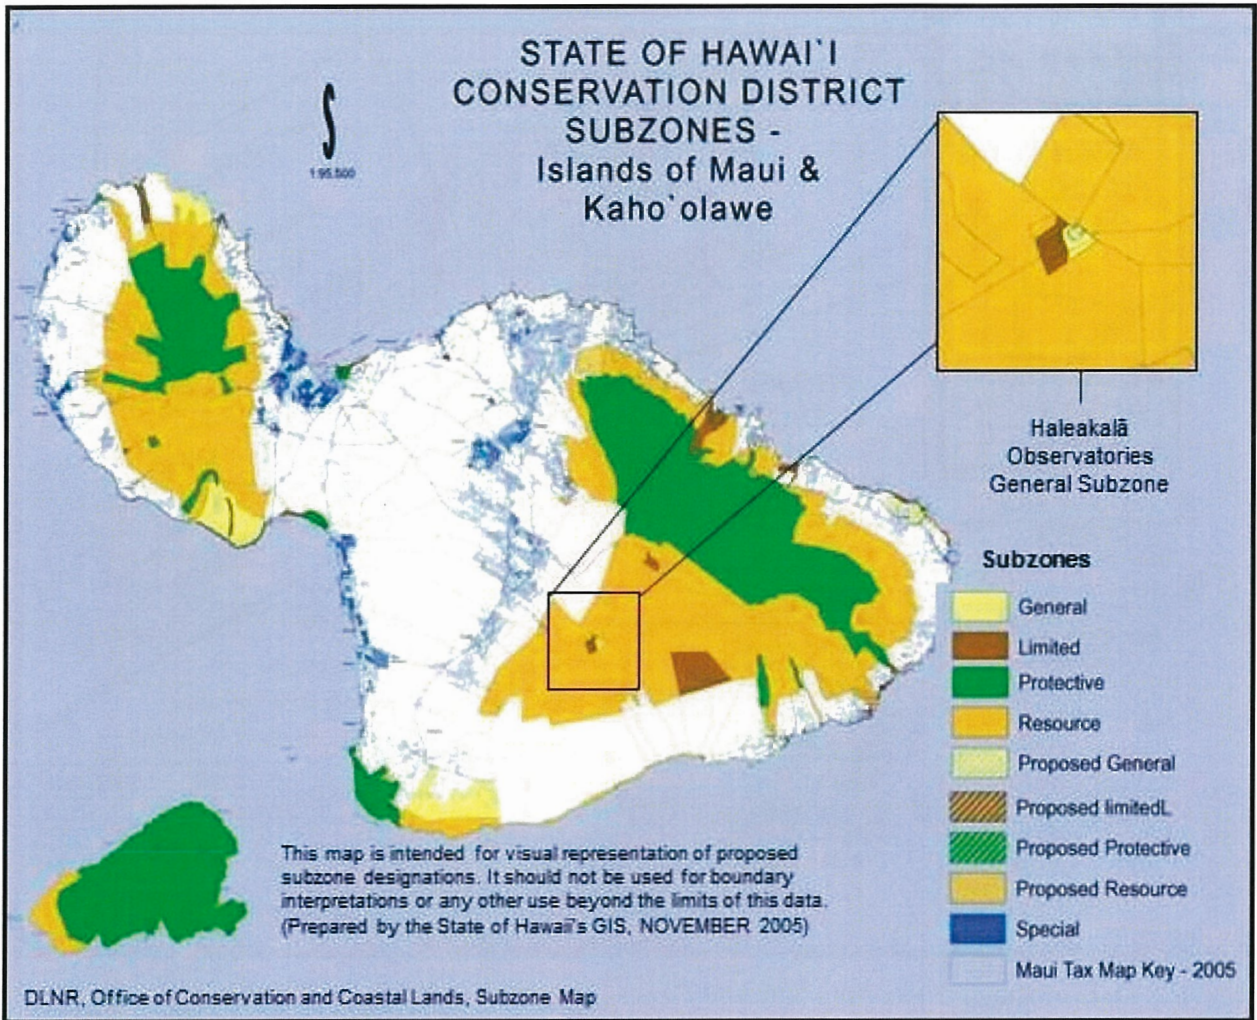 STATE OF HAWAI`I
CONSERVATION DISTRICT
SUBZONES -
Islands of Maui &
Kaho`olawe
1:95,500
Haleakalā
Observatories
General Subzone
Subzones
General
Limited
Protective
Resource
Proposed General
Proposed limitedL
Proposed Protective
Proposed Resource
Special
Maui Tax Map Key - 2005
This map is intended for visual representation of proposed
subzone designations. It should not be used for boundary
interpretations or any other use beyond the limits of this data.
(Prepared by the State of Hawaii's GIS, NOVEMBER 2005)
DLNR, Office of Conservation and Coastal Lands, Subzone Map